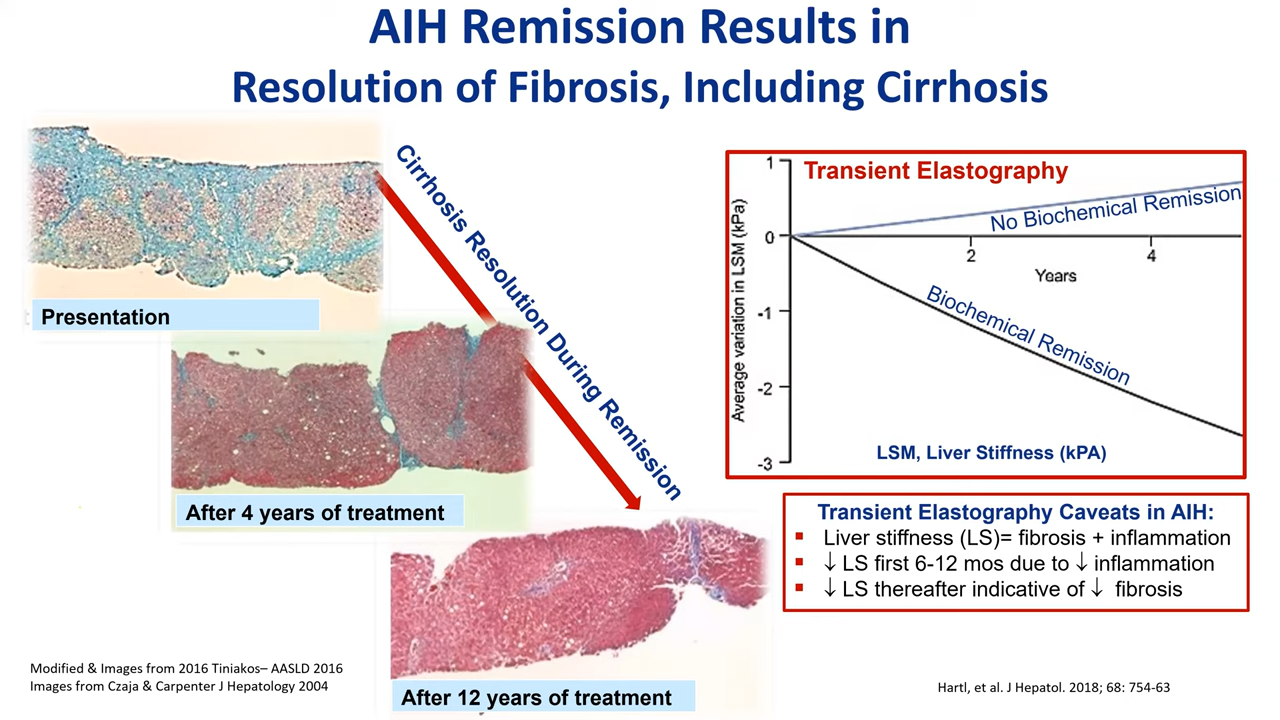 AIH Remission Results in
Resolution of Fibrosis, Including Cirrhosis
Presentation
After 4 years of treatment
After 12 years of treatment
Cirrhosis Resolution During Remission
Transient Elastography
Average variation in LSM (kPa)
1
0
-1
-2
-3
2
4
Years
No Biochemical Remission
Biochemical Remission
LSM, Liver Stiffness (kPA)
Transient Elastography Caveats in AIH:
▪ Liver stiffness (LS)= fibrosis + inflammation
▪ ↓ LS first 6-12 mos due to ↓ inflammation
▪ ↓ LS thereafter indicative of ↓ fibrosis
Modified & Images from 2016 Tiniakos– AASLD 2016
Images from Czaja & Carpenter J Hepatology 2004
Hartl, et al. J Hepatol. 2018; 68: 754-63